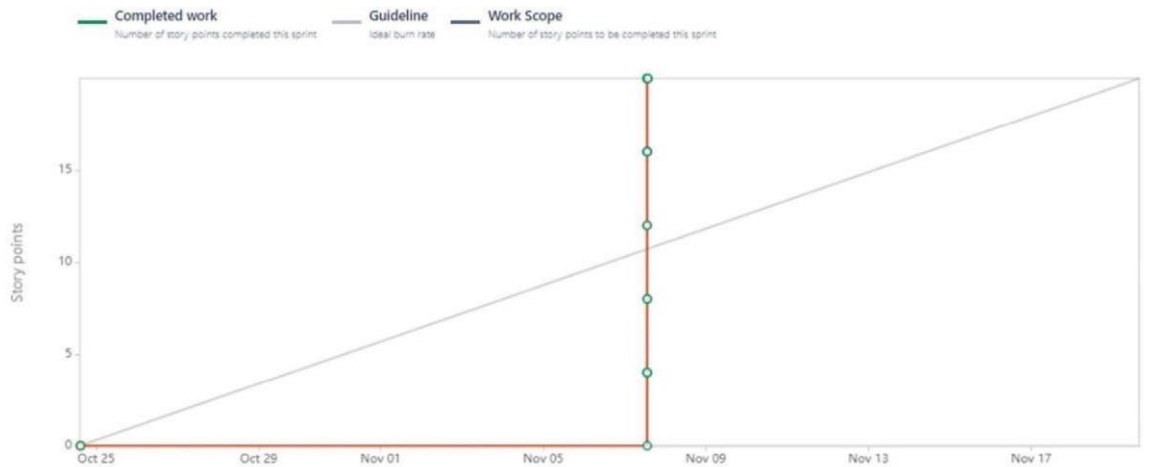 Completed work
Number of story points completed this sprint
Guideline
Ideal burn rate
Work Scope
Number of story points to be completed this sprint
Story points
15
10
5
0
Oct 25
Oct 29
Nov 01
Nov 05
Nov 09
Nov 13
Nov 17